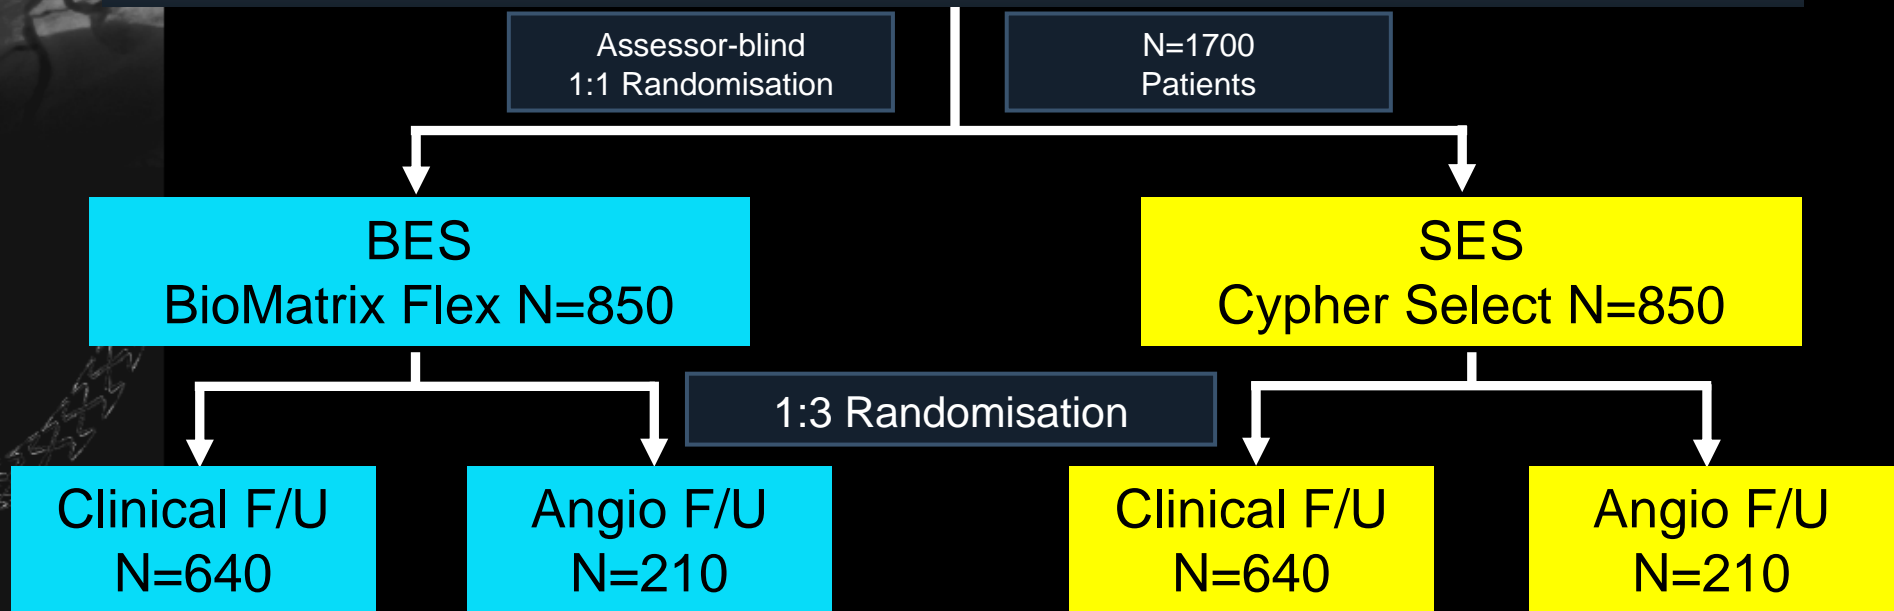 Assessor-blind
1:1 Randomisation
N=1700
Patients
BES
BioMatrix Flex N=850
SES
Cypher Select N=850
1:3 Randomisation
Clinical F/U
N=640
Angio F/U
N=210
Clinical F/U
N=640
Angio F/U
N=210